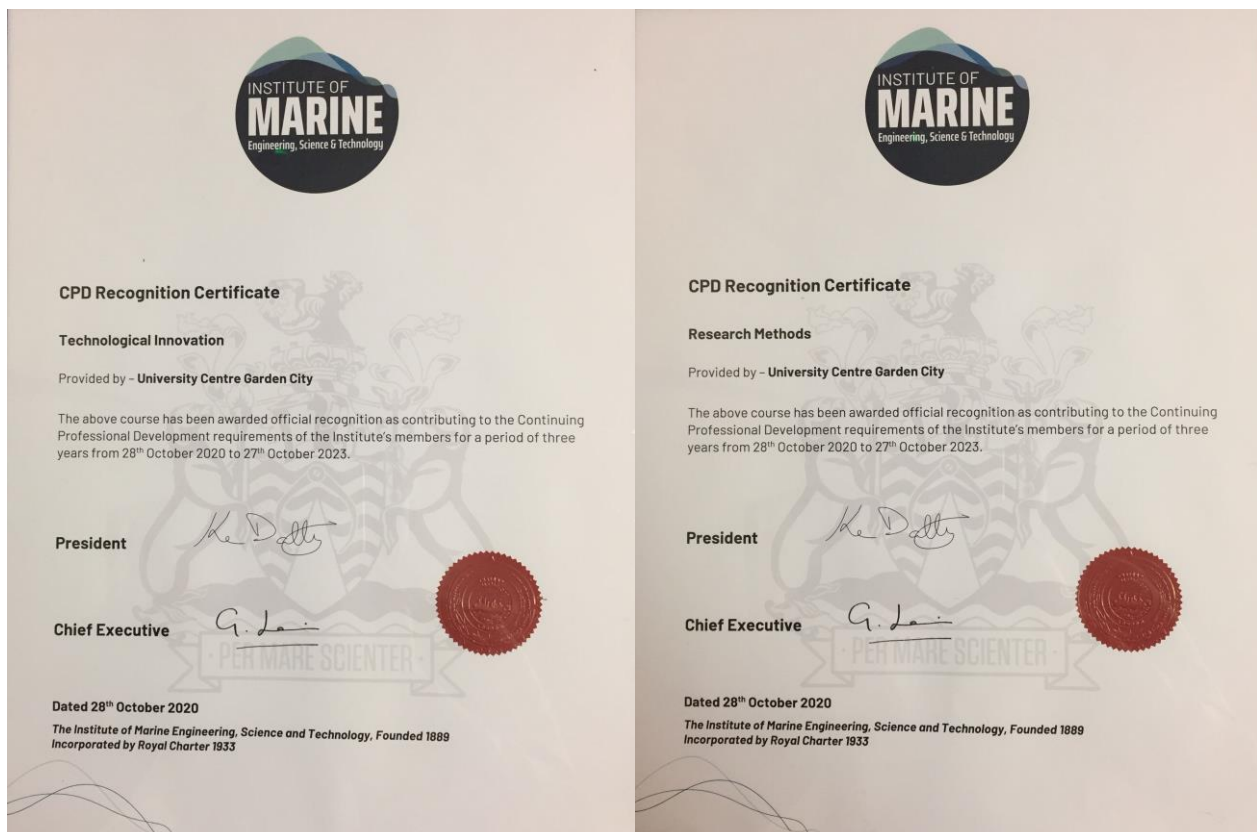 INSTITUTE OF
MARINE
Engineering, Science & Technology
CPD Recognition Certificate
Technological Innovation
Provided by – University Centre Garden City
The above course has been awarded official recognition as contributing to the Continuing
Professional Development requirements of the Institute's members for a period of three
years from 28th October 2020 to 27th October 2023.
President
Chief Executive
G. Lai
· PER MARE SCIENTER ·
Dated 28th October 2020
The Institute of Marine Engineering, Science and Technology, Founded 1889
Incorporated by Royal Charter 1933
INSTITUTE OF
MARINE
Engineering, Science & Technology
CPD Recognition Certificate
Research Methods
Provided by – University Centre Garden City
The above course has been awarded official recognition as contributing to the Continuing
Professional Development requirements of the Institute's members for a period of three
years from 28th October 2020 to 27th October 2023.
President
Chief Executive
G. Lai
· PER MARE SCIENTER ·
Dated 28th October 2020
The Institute of Marine Engineering, Science and Technology, Founded 1889
Incorporated by Royal Charter 1933